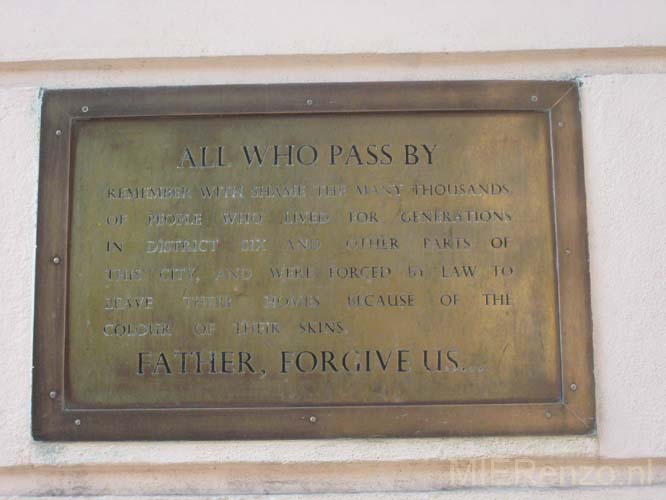 ALL WHO PASS BY
REMEMBER WITH SHAME THE MANY THOUSANDS
OF PEOPLE WHO LIVED FOR GENERATIONS
IN DISTRICT SIX AND OTHER PARTS OF
THIS CITY, AND WERE FORCED BY LAW TO
LEAVE THEIR HOMES BECAUSE OF THE
COLOUR OF THEIR SKINS.
FATHER, FORGIVE US...
MIERenzo.nl